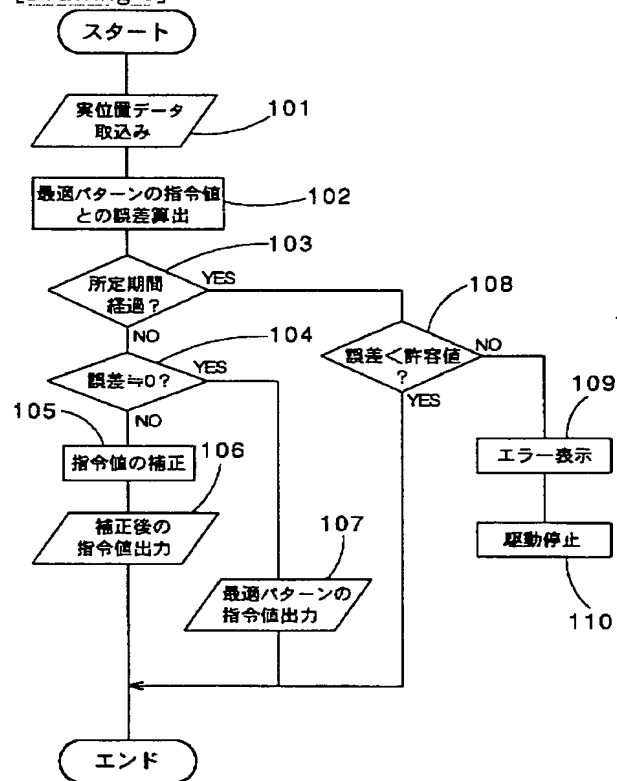 スタート
実位置データ
取込み
101
最適パターンの指令値
との誤差算出
102
103
所定期間
経過?
YES
NO
108
誤差<許容値
?
NO
YES
104
誤差≒0?
YES
NO
109
エラー表示
105
指令値の補正
106
補正後の
指令値出力
駆動停止
110
107
最適パターンの
指令値出力
エンド